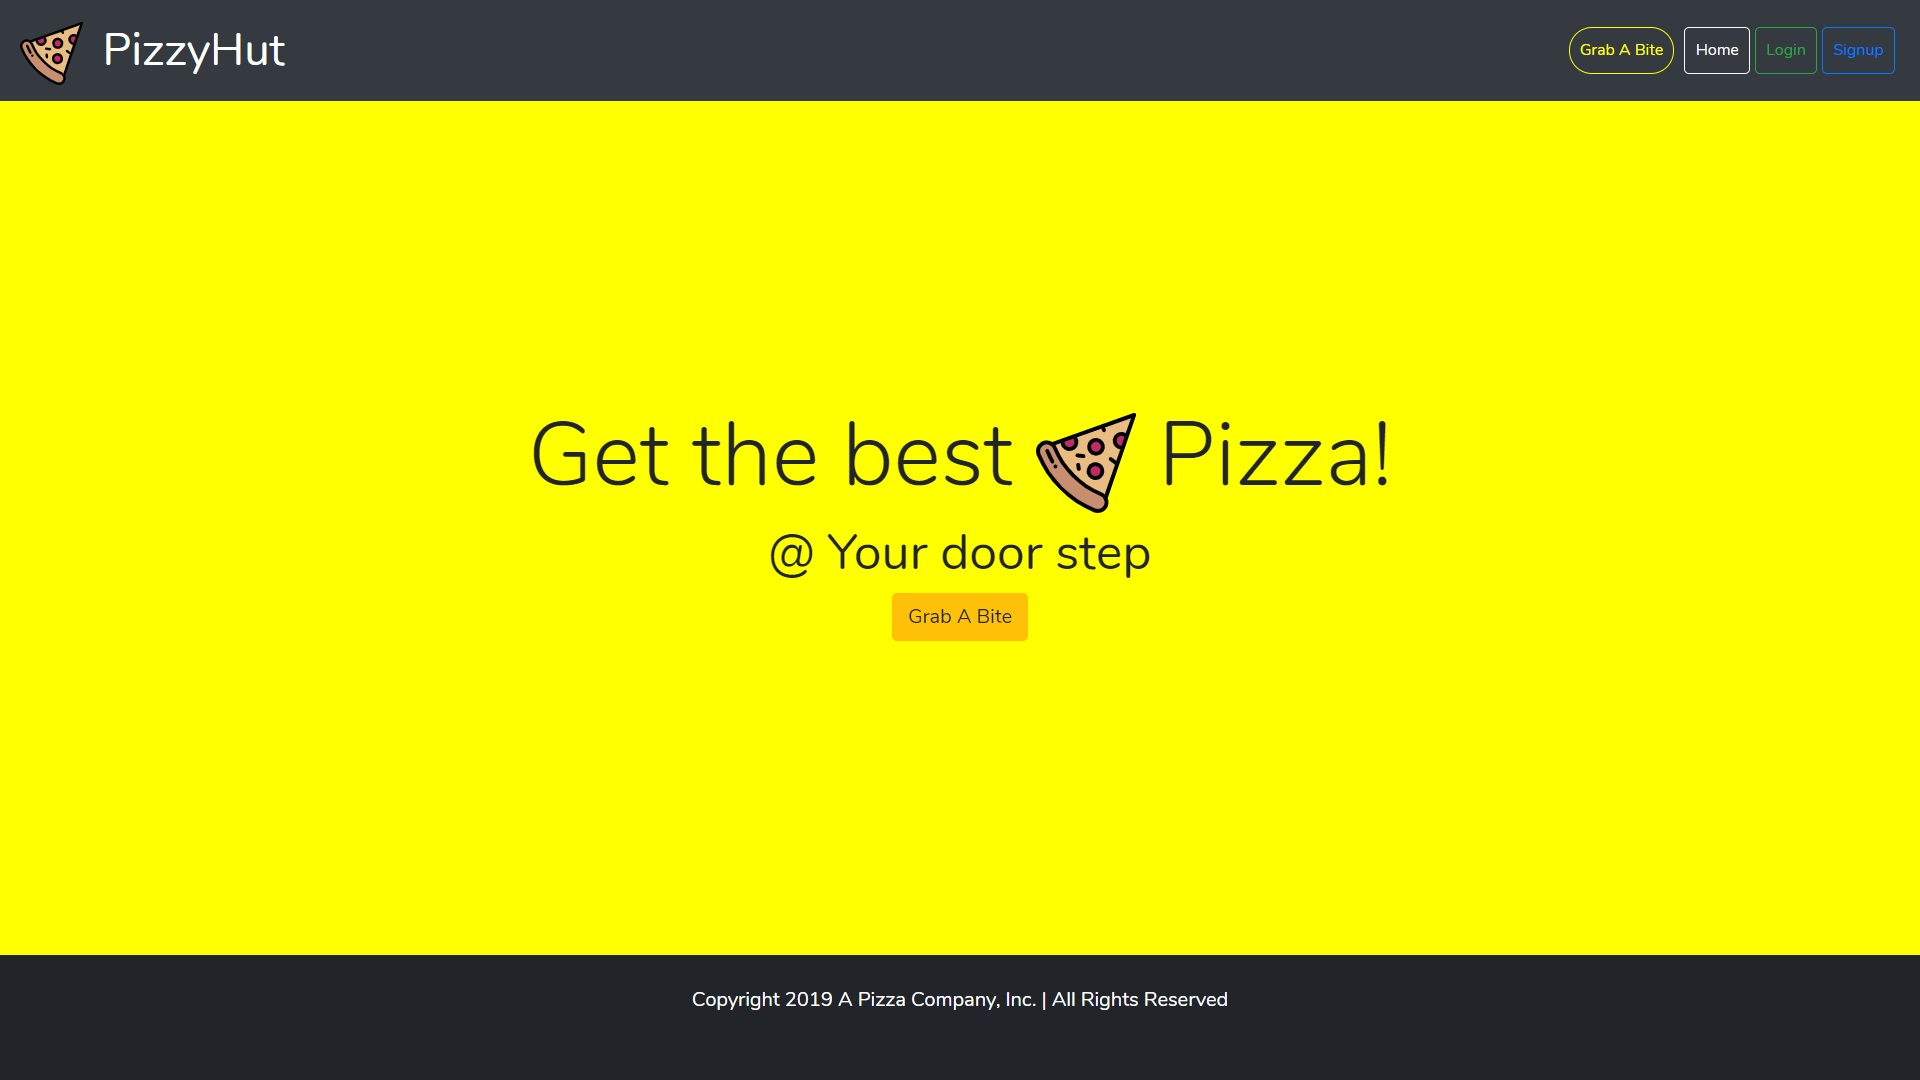 PizzyHut
Grab A Bite
Home
Login
Signup
Get the best Pizza!
@ Your door step
Grab A Bite
Copyright 2019 A Pizza Company, Inc. | All Rights Reserved